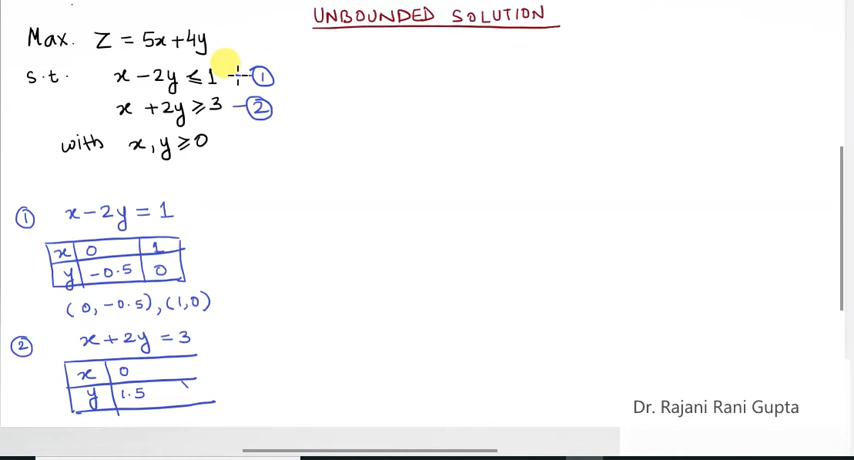 UNBOUNDED SOLUTION
Max. Z = 5x+4y
s.t. x - 2y ≤ 1 - ①
x + 2y ≥ 3 - ②
with x, y ≥ 0
① x - 2y = 1
x 0 1
y -0.5 0
(0, -0.5), (1,0)
② x + 2y = 3
x 0
y 1.5
Dr. Rajani Rani Gupta